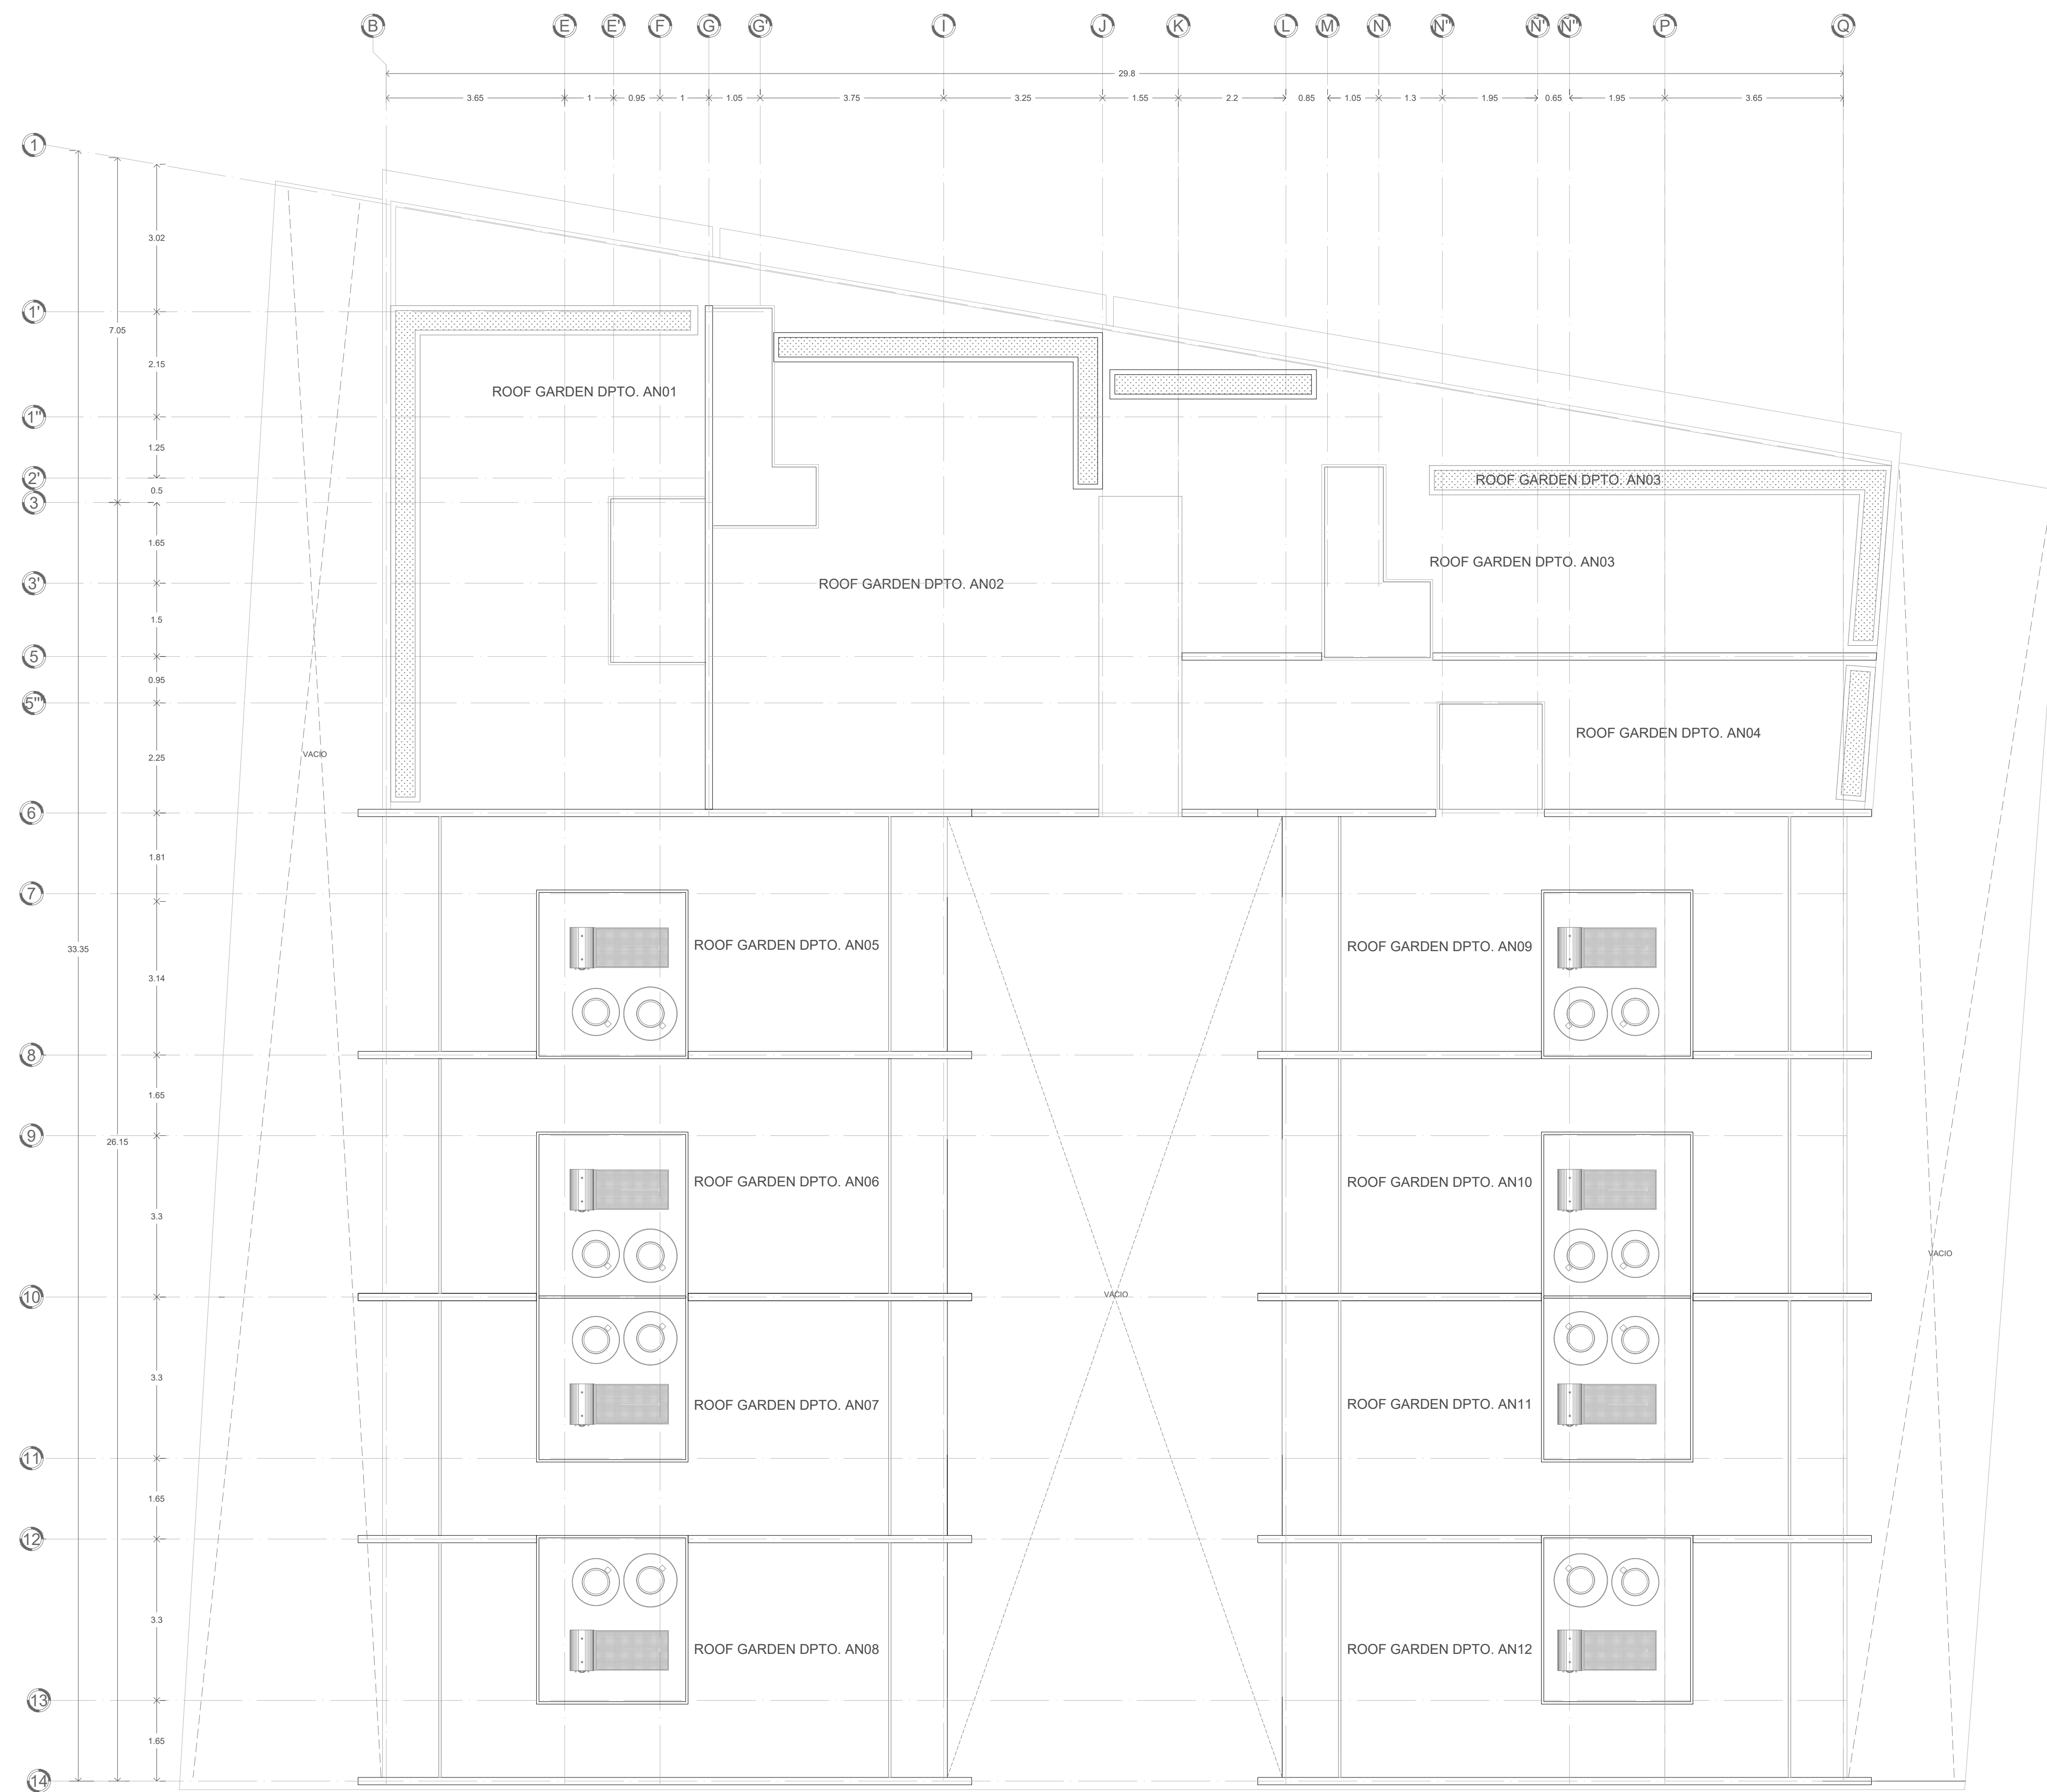 B E E' F G G' I J K L M N N" Ñ' Ñ" P Q
29.8
3.65 1 0.95 1 1.05 3.75 3.25 1.55 2.2 0.85 1.05 1.3 1.95 0.65 1.95 3.65
1
3.02
1'
7.05
2.15
ROOF GARDEN DPTO. AN01
1"
1.25
2'
ROOF GARDEN DPTO. AN03
0.5
3
1.65
ROOF GARDEN DPTO. AN03
3'
ROOF GARDEN DPTO. AN02
1.5
5
0.95
5"
ROOF GARDEN DPTO. AN04
2.25
VACIO
6
1.81
7
33.35
ROOF GARDEN DPTO. AN05
ROOF GARDEN DPTO. AN09
3.14
8
1.65
9
26.15
ROOF GARDEN DPTO. AN06
ROOF GARDEN DPTO. AN10
3.3
VACIO
10
VACIO
3.3
ROOF GARDEN DPTO. AN07
ROOF GARDEN DPTO. AN11
11
1.65
12
3.3
ROOF GARDEN DPTO. AN08
ROOF GARDEN DPTO. AN12
13
1.65
14